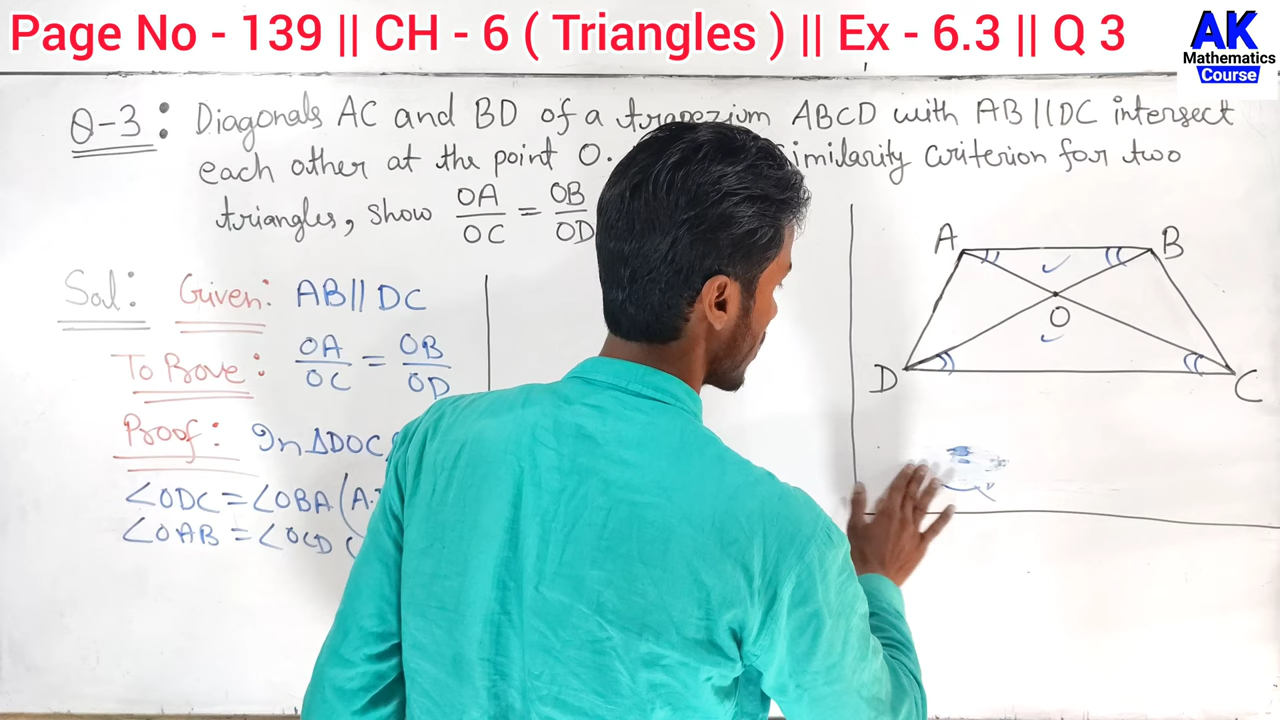 Page No - 139 || CH - 6 ( Triangles ) || Ex - 6.3 || Q 3
AK
Mathematics
Course
Q-3: Diagonals AC and BD of a trapezium ABCD with AB||DC intersect
each other at the point O. similarity criterion for two
triangles, show OA/OC = OB/OD
Sol: Given: AB || DC
To Prove: OA/OC = OB/OD
Proof: In ΔDOC
∠ODC = ∠OBA (A.
∠OAB = ∠OCD (
A
B
O
D
C